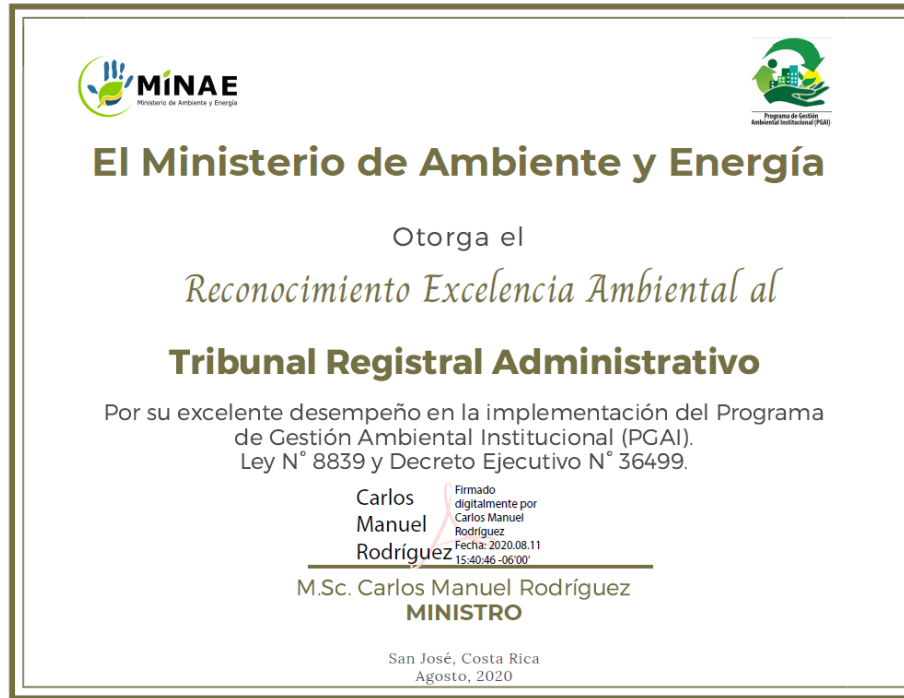 MÍNAE
Ministerio de Ambiente y Energía
Programa de Gestión
Ambiental Institucional (PGAI)
El Ministerio de Ambiente y Energía
Otorga el
Reconocimiento Excelencia Ambiental al
Tribunal Registral Administrativo
Por su excelente desempeño en la implementación del Programa
de Gestión Ambiental Institucional (PGAI).
Ley N° 8839 y Decreto Ejecutivo N° 36499.
Carlos
Manuel
Rodríguez
Firmado
digitalmente por
Carlos Manuel
Rodríguez
Fecha: 2020.08.11
15:40:46 -06'00'
M.Sc. Carlos Manuel Rodríguez
MINISTRO
San José, Costa Rica
Agosto, 2020